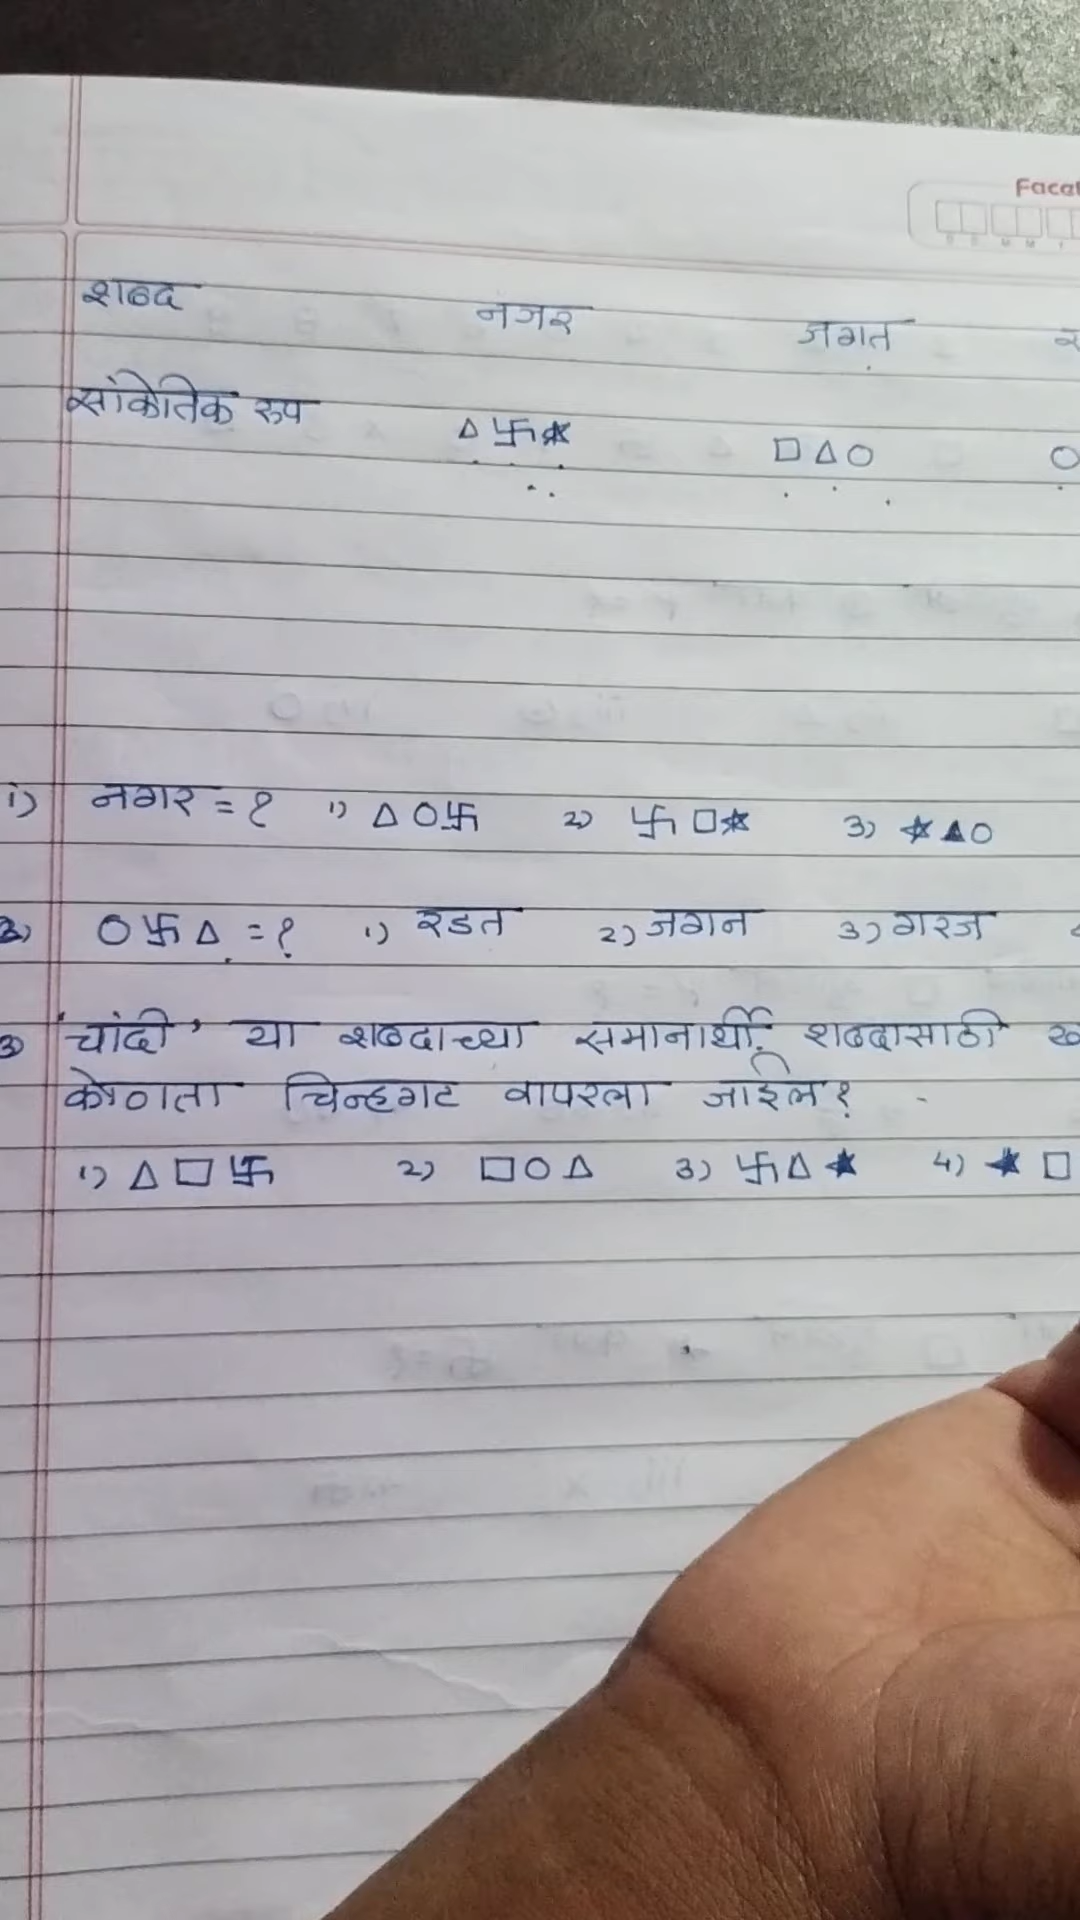 Facet
शब्द नजर जगत
सांकेतिक रुप △ 卐 ★ □ △ ○ ○
i) नगर = ? 1) △ ○ 卐 2) 卐 □ ★ 3) ★ ▲ ○
2) ○ 卐 △ = ? 1) रडत 2) जगन 3) गरज
3) 'चांदी' या शब्दाच्या समानार्थी शब्दासाठी
कोणता चिन्हगट वापरला जाईल?
1) △ □ 卐 2) □ ○ △ 3) 卐 △ ★ 4) ★ □